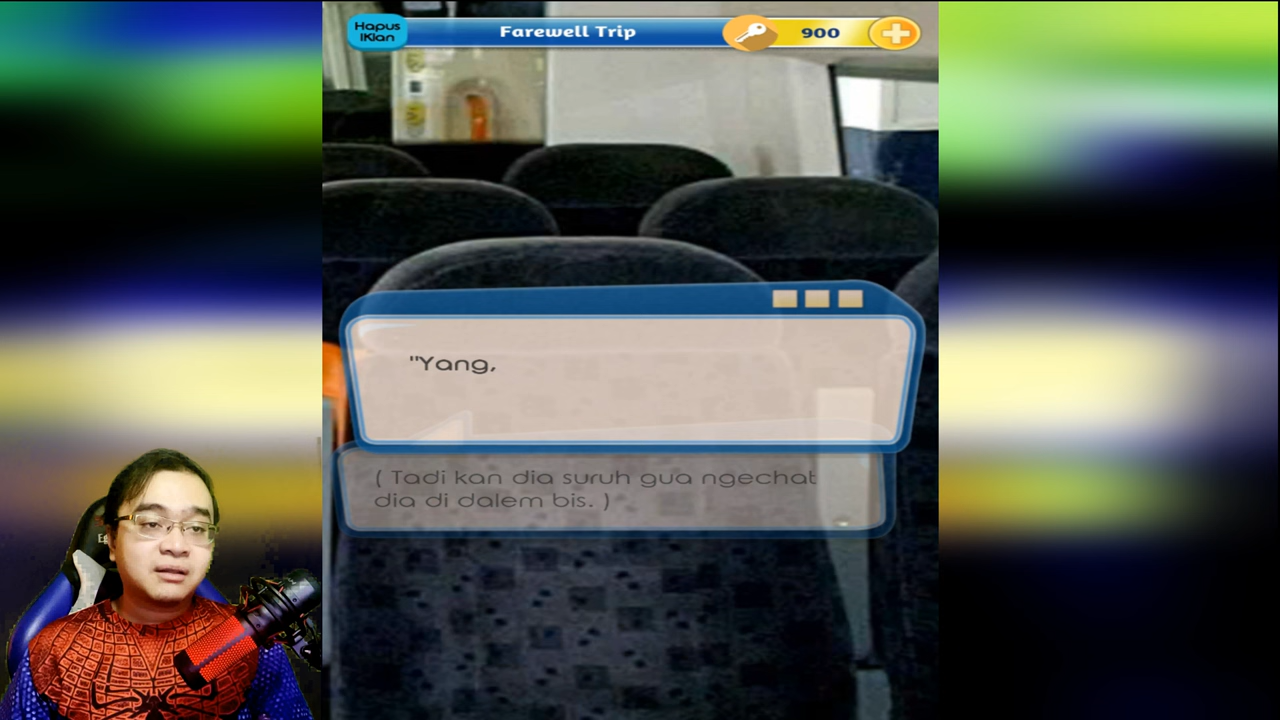 Hapus
Iklan
Farewell Trip
900
"Yang,
( Tadi kan dia suruh gua ngechat
dia di dalem bis. )